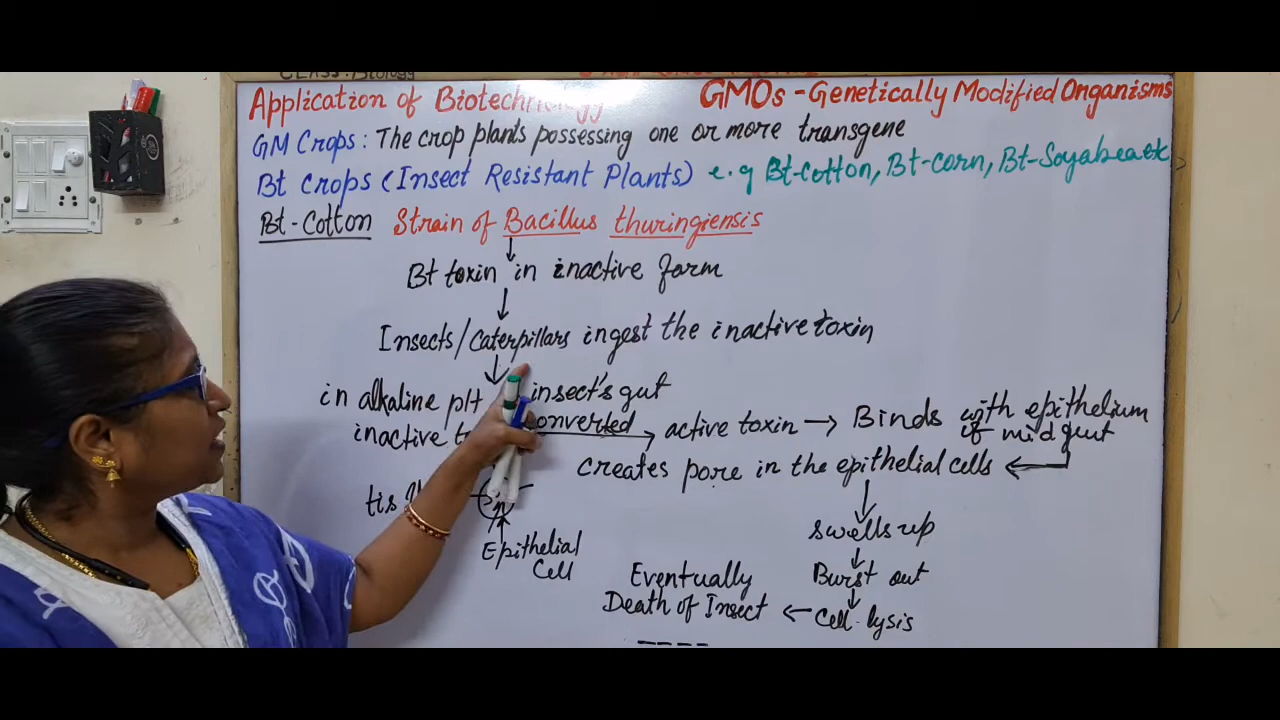 CLASS: Biology
Application of Biotechnology
GMOs - Genetically Modified Organisms
GM Crops: The crop plants possessing one or more transgene
Bt Crops (Insect Resistant Plants) e.g Bt-Cotton, Bt-corn, Bt-Soyabean etc
Bt-Cotton Strain of Bacillus thuringiensis
Bt toxin in inactive form
Insects/Caterpillars ingest the inactive toxin
in alkaline pH insect's gut
inactive converted active toxin → Binds with epithelium of midgut
creates pore in the epithelial cells
Epithelial Cell
swells up
Burst out
Cell-lysis
Eventually Death of Insect